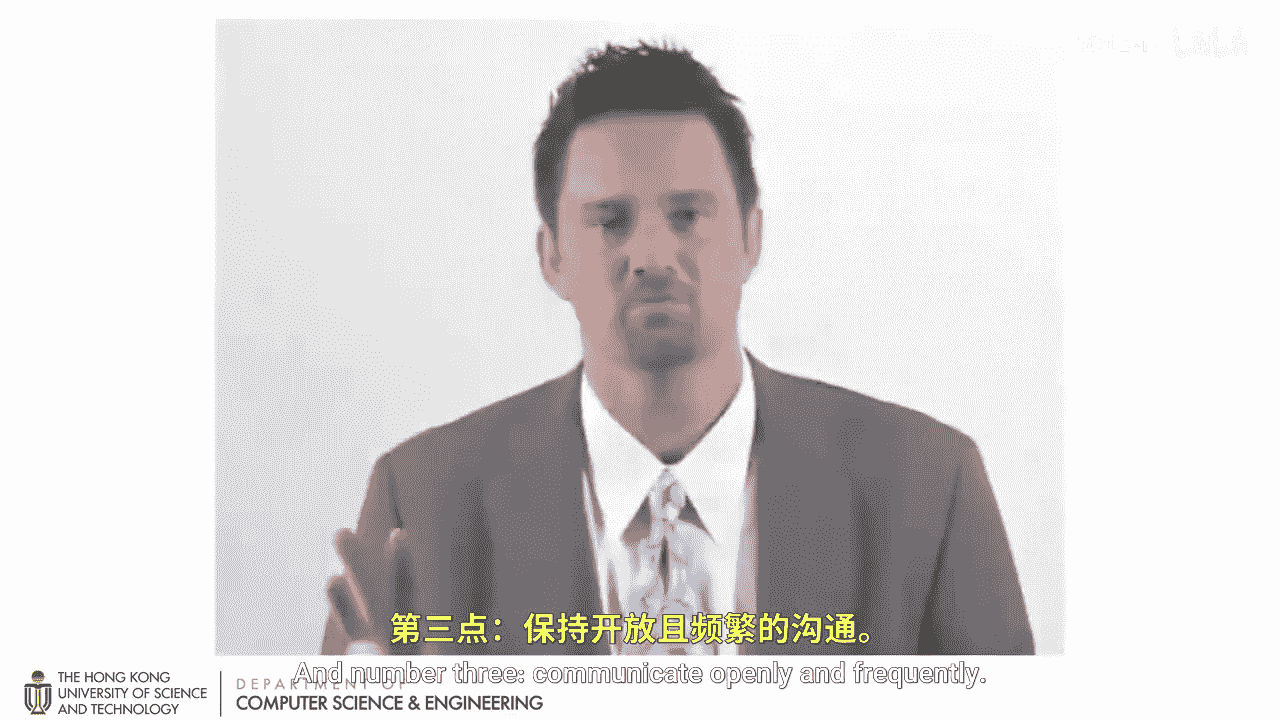 第三点：保持开放且频繁的沟通。
And number three: communicate openly and frequently.
THE HONG KONG
UNIVERSITY OF SCIENCE
AND TECHNOLOGY
DEPARTMENT OF
COMPUTER SCIENCE & ENGINEERING